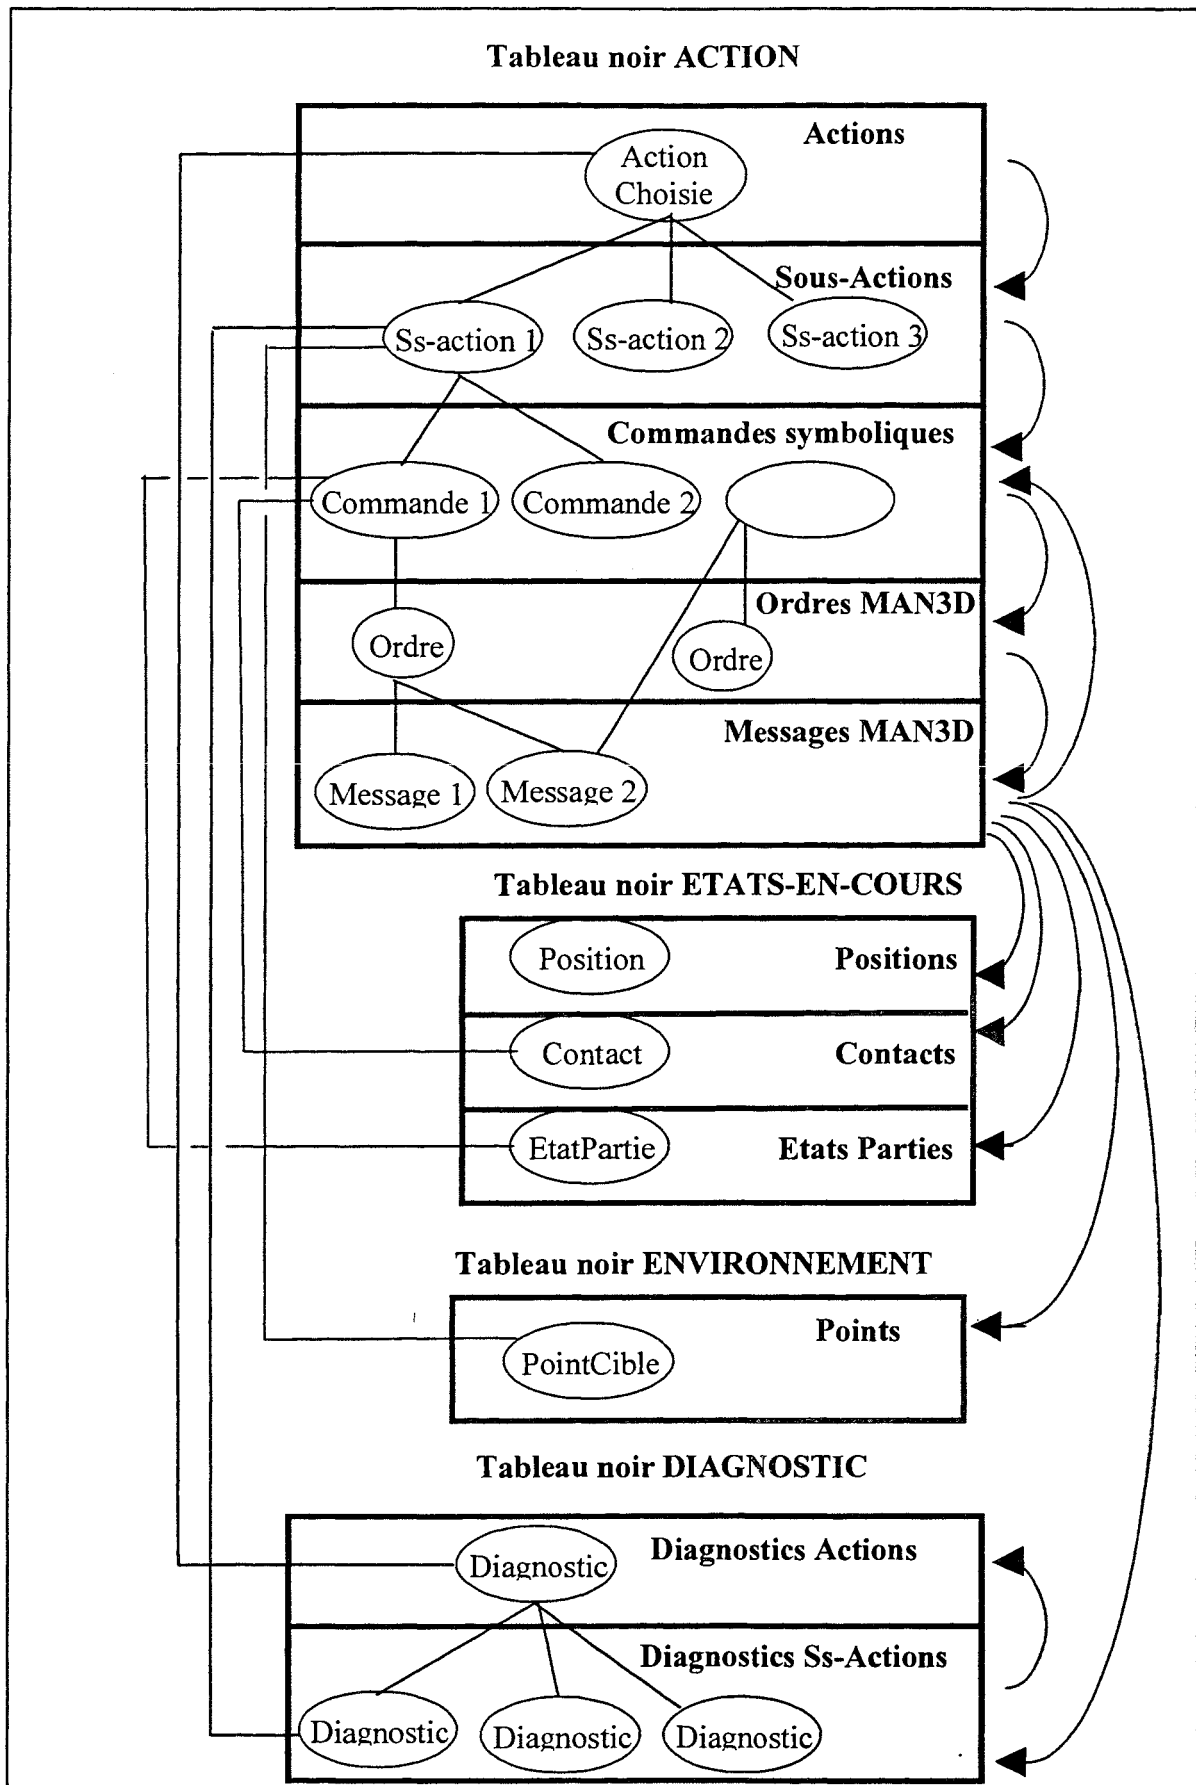 Tableau noir ACTION
Actions
Action
Choisie
Sous-Actions
Ss-action 1
Ss-action 2
Ss-action 3
Commandes symboliques
Commande 1
Commande 2
Ordres MAN3D
Ordre
Ordre
Messages MAN3D
Message 1
Message 2
Tableau noir ETATS-EN-COURS
Position
Positions
Contact
Contacts
EtatPartie
Etats Parties
Tableau noir ENVIRONNEMENT
Points
PointCible
Tableau noir DIAGNOSTIC
Diagnostic
Diagnostics Actions
Diagnostics Ss-Actions
Diagnostic
Diagnostic
Diagnostic